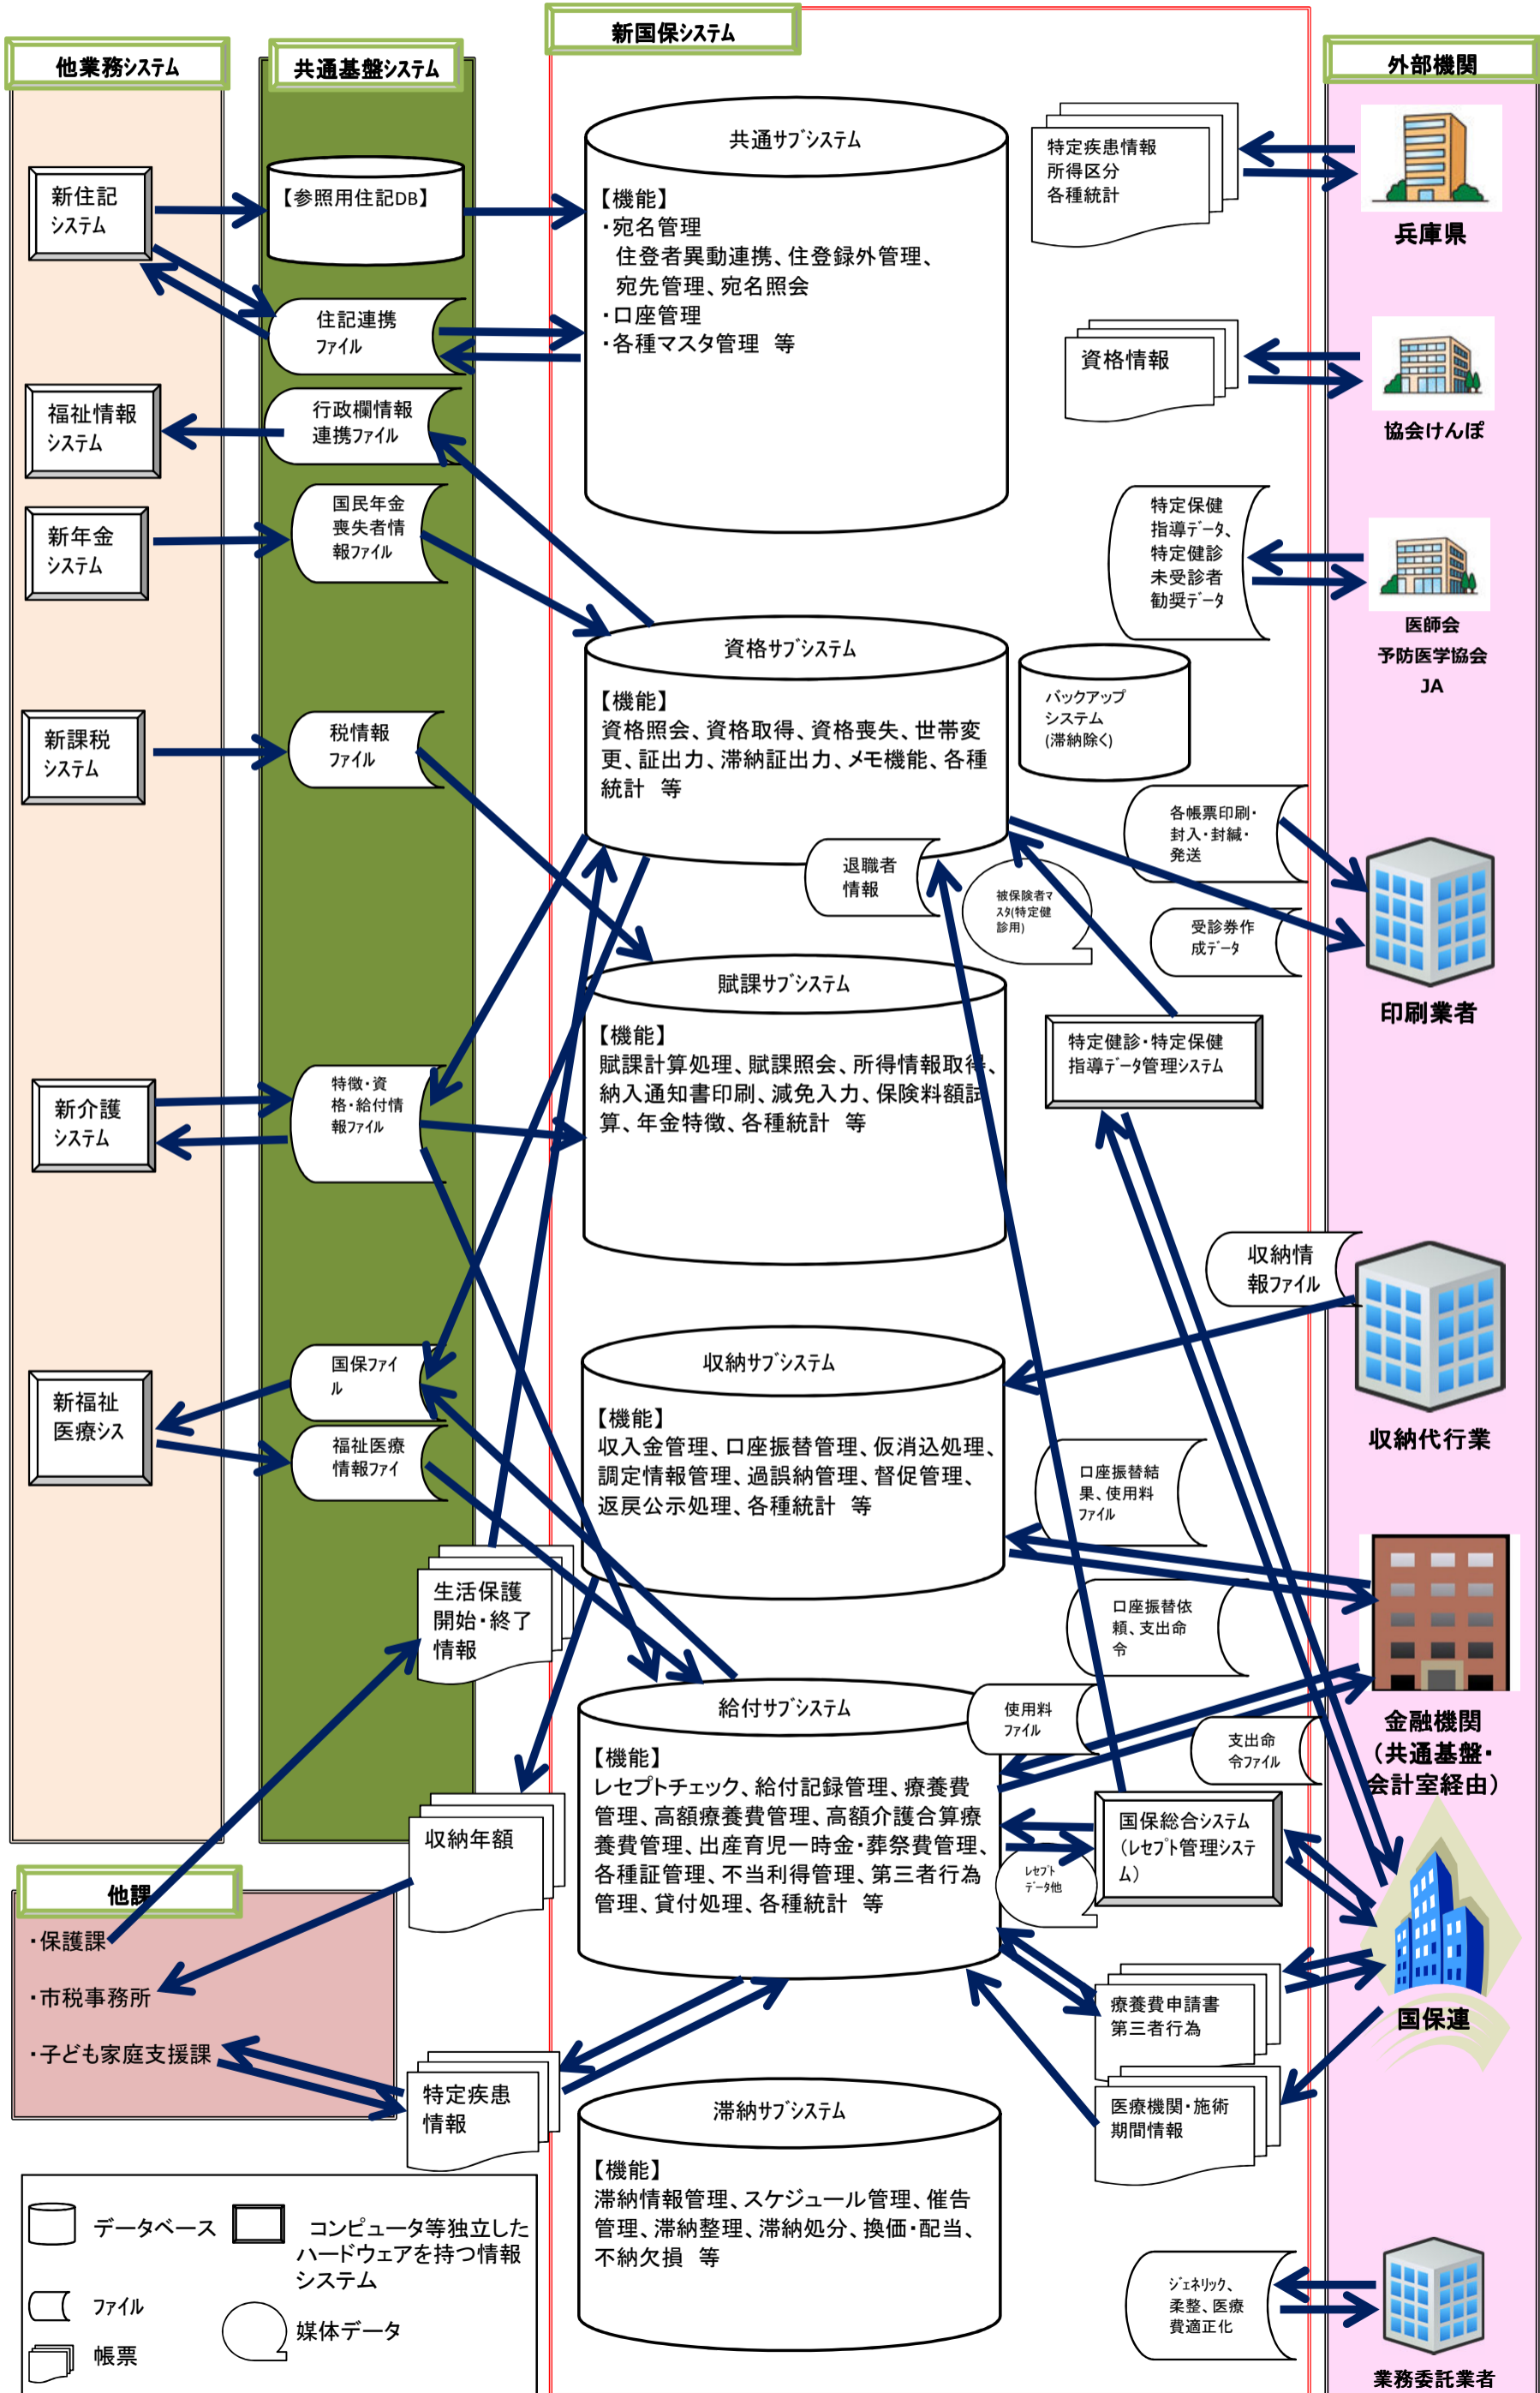 新国保システム
他業務システム
共通基盤システム
外部機関
新住記
システム
福祉情報
システム
新年金
システム
新課税
システム
新介護
システム
新福祉
医療シス
【参照用住記DB】
住記連携
ファイル
行政欄情報
連携ファイル
国民年金
喪失者情
報ファイル
税情報
ファイル
特徴・資
格・給付情
報ファイル
国保ファイ
ル
福祉医療
情報ファイ
生活保護
開始・終了
情報
収納年額
特定疾患
情報
他課
・保護課
・市税事務所
・子ども家庭支援課
共通サブシステム
【機能】
・宛名管理
住登者異動連携、住登録外管理、
宛先管理、宛名照会
・口座管理
・各種マスタ管理 等
資格サブシステム
【機能】
資格照会、資格取得、資格喪失、世帯変
更、証出力、滞納証出力、メモ機能、各種
統計 等
退職者
情報
被保険者マ
スタ(特定健
診用)
賦課サブシステム
【機能】
賦課計算処理、賦課照会、所得情報取得、
納入通知書印刷、減免入力、保険料額試
算、年金特徴、各種統計 等
収納サブシステム
【機能】
収入金管理、口座振替管理、仮消込処理、
調定情報管理、過誤納管理、督促管理、
返戻公示処理、各種統計 等
給付サブシステム
【機能】
レセプトチェック、給付記録管理、療養費
管理、高額療養費管理、高額介護合算療
養費管理、出産育児一時金・葬祭費管理、
各種証管理、不当利得管理、第三者行為
管理、貸付処理、各種統計 等
滞納サブシステム
【機能】
滞納情報管理、スケジュール管理、催告
管理、滞納整理、滞納処分、換価・配当、
不納欠損 等
特定疾患情報
所得区分
各種統計
資格情報
特定保健
指導データ、
特定健診
未受診者
勧奨データ
バックアップ
システム
(滞納除く)
各帳票印刷・
封入・封緘・
発送
受診券作
成データ
特定健診・特定保健
指導データ管理システム
収納情
報ファイル
口座振替結
果、使用料
ファイル
口座振替依
頼、支出命
令
使用料
ファイル
支出命
令ファイル
国保総合システム
(レセプト管理システ
ム)
レセプト
データ他
療養費申請書
第三者行為
医療機関・施術
期間情報
ジェネリック、
柔整、医療
費適正化
兵庫県
協会けんぽ
医師会
予防医学協会
JA
印刷業者
収納代行業
金融機関
(共通基盤・
会計室経由)
国保連
業務委託業者
データベース
コンピュータ等独立した
ハードウェアを持つ情報
システム
ファイル
媒体データ
帳票